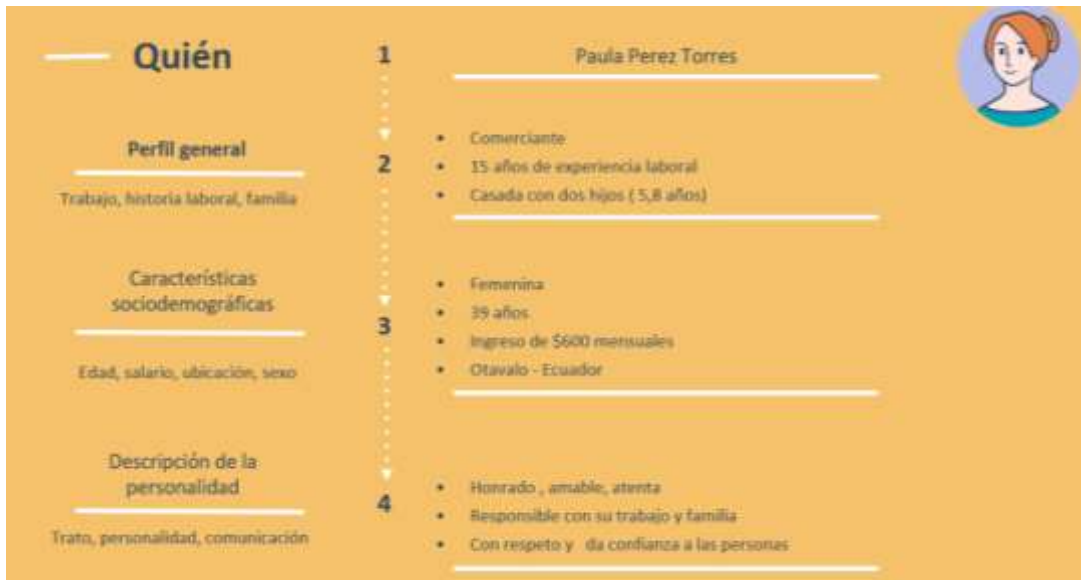 Quién
1
Paula Perez Torres
Perfil general
Trabajo, historia laboral, familia
2
• Comerciante
• 15 años de experiencia laboral
• Casada con dos hijos ( 5,8 años)
Características
sociodemográficas
Edad, salario, ubicación, sexo
3
• Femenina
• 39 años
• Ingreso de $600 mensuales
• Otavalo - Ecuador
Descripción de la
personalidad
Trato, personalidad, comunicación
4
• Honrado , amable, atenta
• Responsible con su trabajo y familia
• Con respeto y da confianza a las personas